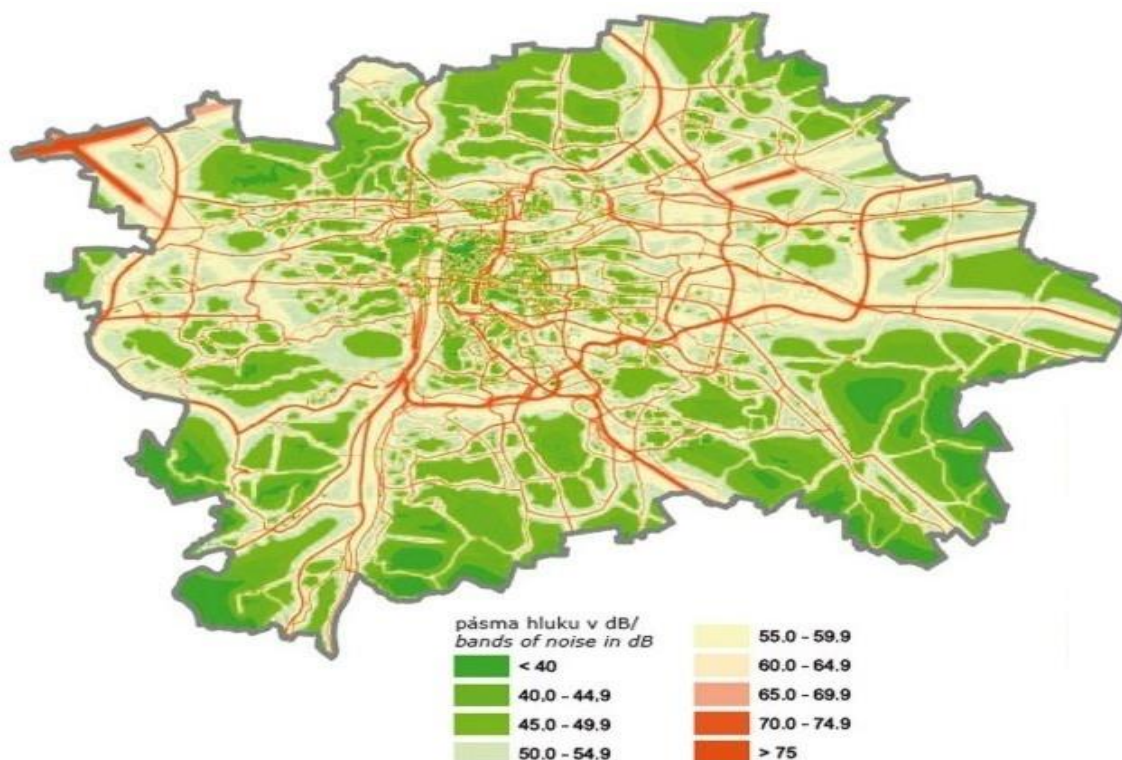 pásma hluku v dB/
bands of noise in dB
< 40
40,0 - 44,9
45.0 - 49.9
50.0 - 54.9
55.0 - 59.9
60.0 - 64.9
65.0 - 69.9
70.0 - 74.9
> 75